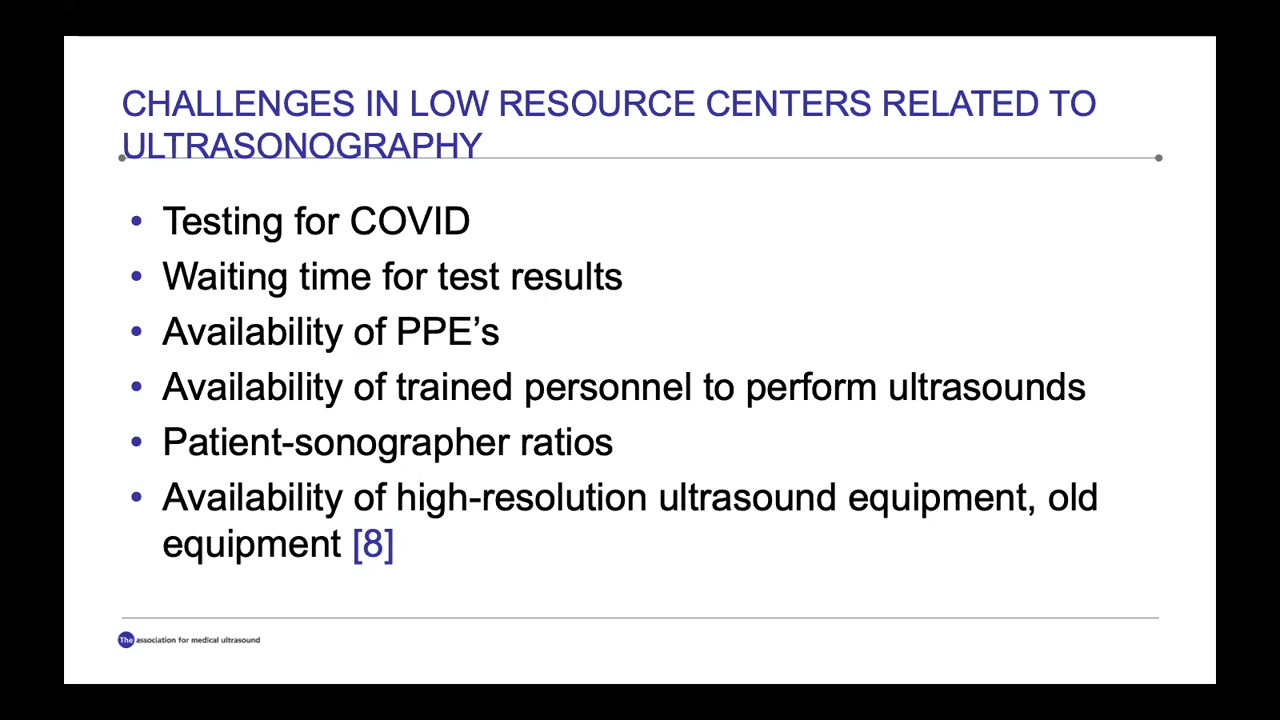 CHALLENGES IN LOW RESOURCE CENTERS RELATED TO
ULTRASONOGRAPHY
• Testing for COVID
• Waiting time for test results
• Availability of PPE’s
• Availability of trained personnel to perform ultrasounds
• Patient-sonographer ratios
• Availability of high-resolution ultrasound equipment, old
equipment [8]
The association for medical ultrasound